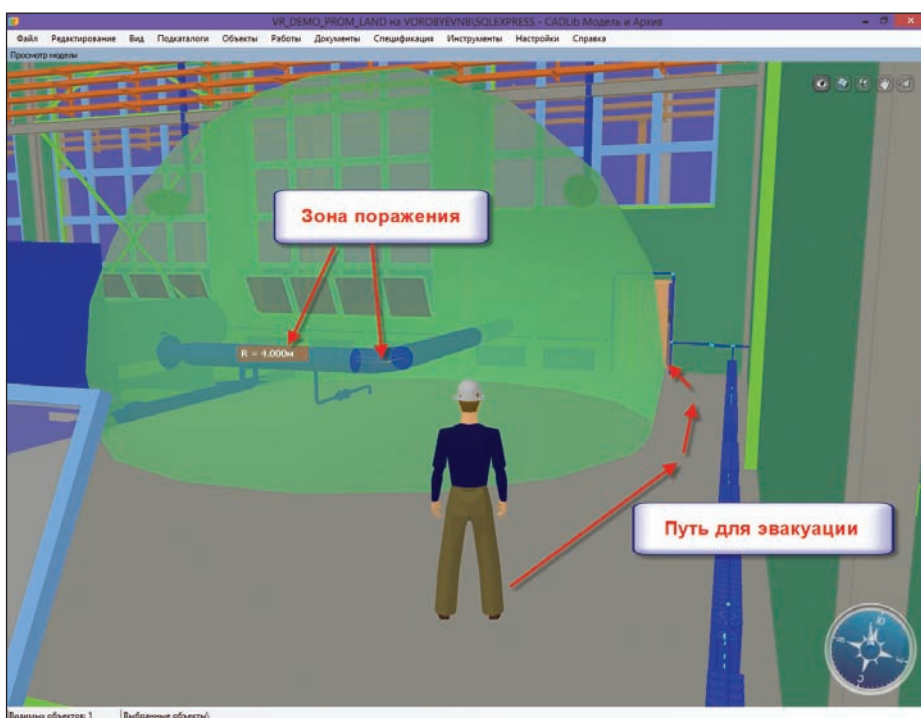 VR_DEMO_PROM_LAND на VOROBYEVNB\SQLEXPRESS - CADLib Модель и Архив
Файл Редактирование Вид Подкаталоги Объекты Работы Документы Спецификация Инструменты Настройки Справка
Просмотр модели
Зона поражения
R = 4.000м
Путь для эвакуации
Ю
С
Видимых объектов: 1 Выбранные объекты\